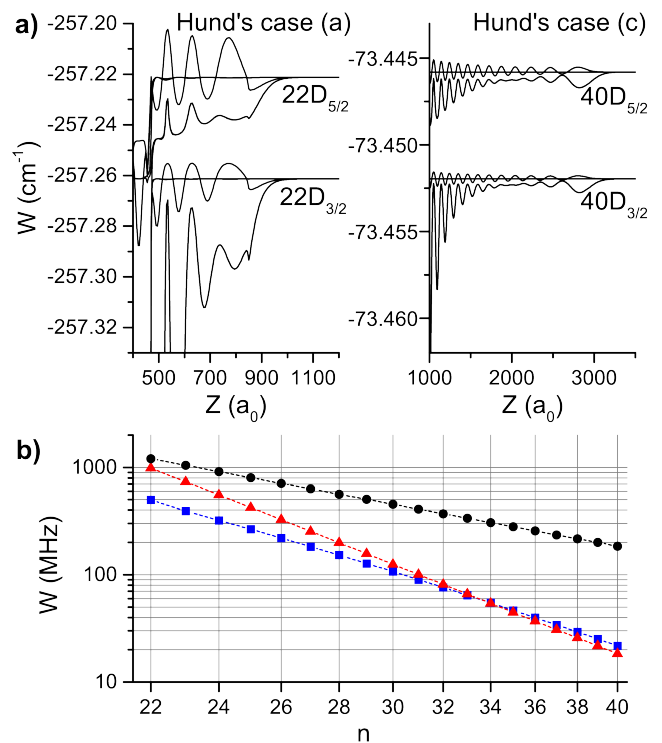 a)
Hund's case (a)
Hund's case (c)
-257.20
-257.22
-257.24
-257.26
-257.28
-257.30
-257.32
W (cm⁻¹)
22D₅/₂
22D₃/₂
500 700 900 1100
Z (a₀)
-73.445
-73.450
-73.455
-73.460
40D₅/₂
40D₃/₂
1000 2000 3000
Z (a₀)
b)
1000
100
10
W (MHz)
22 24 26 28 30 32 34 36 38 40
n